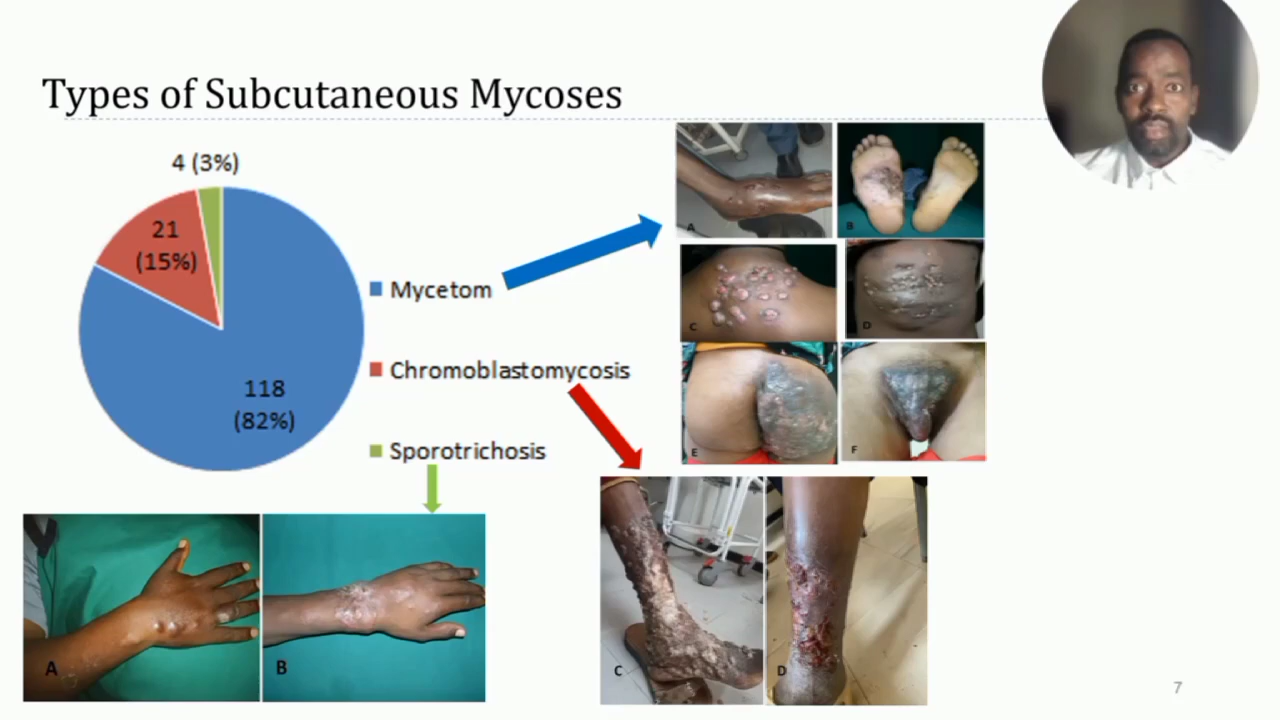 Types of Subcutaneous Mycoses
4 (3%)
21
(15%)
118
(82%)
Mycetom
Chromoblastomycosis
Sporotrichosis
A
B
C
D
E
F
A
B
C
D
7